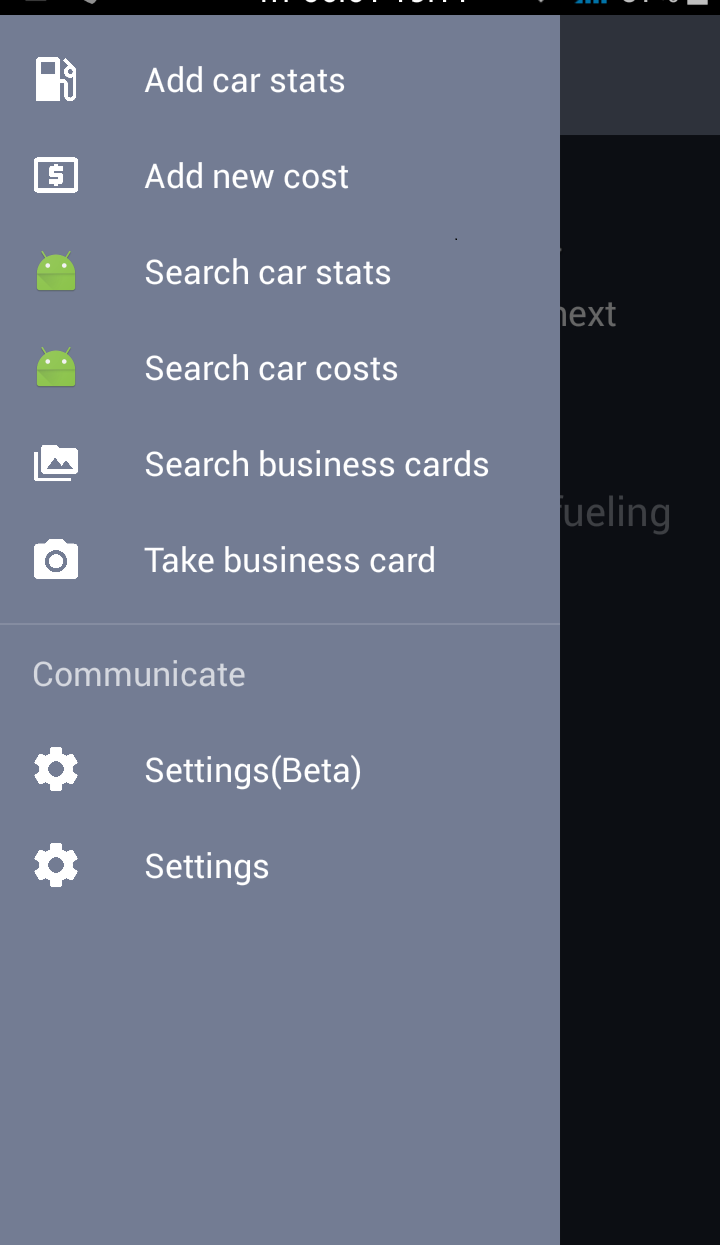 Add car stats
Add new cost
Search car stats
next
Search car costs
Search business cards
fueling
Take business card
Communicate
Settings(Beta)
Settings